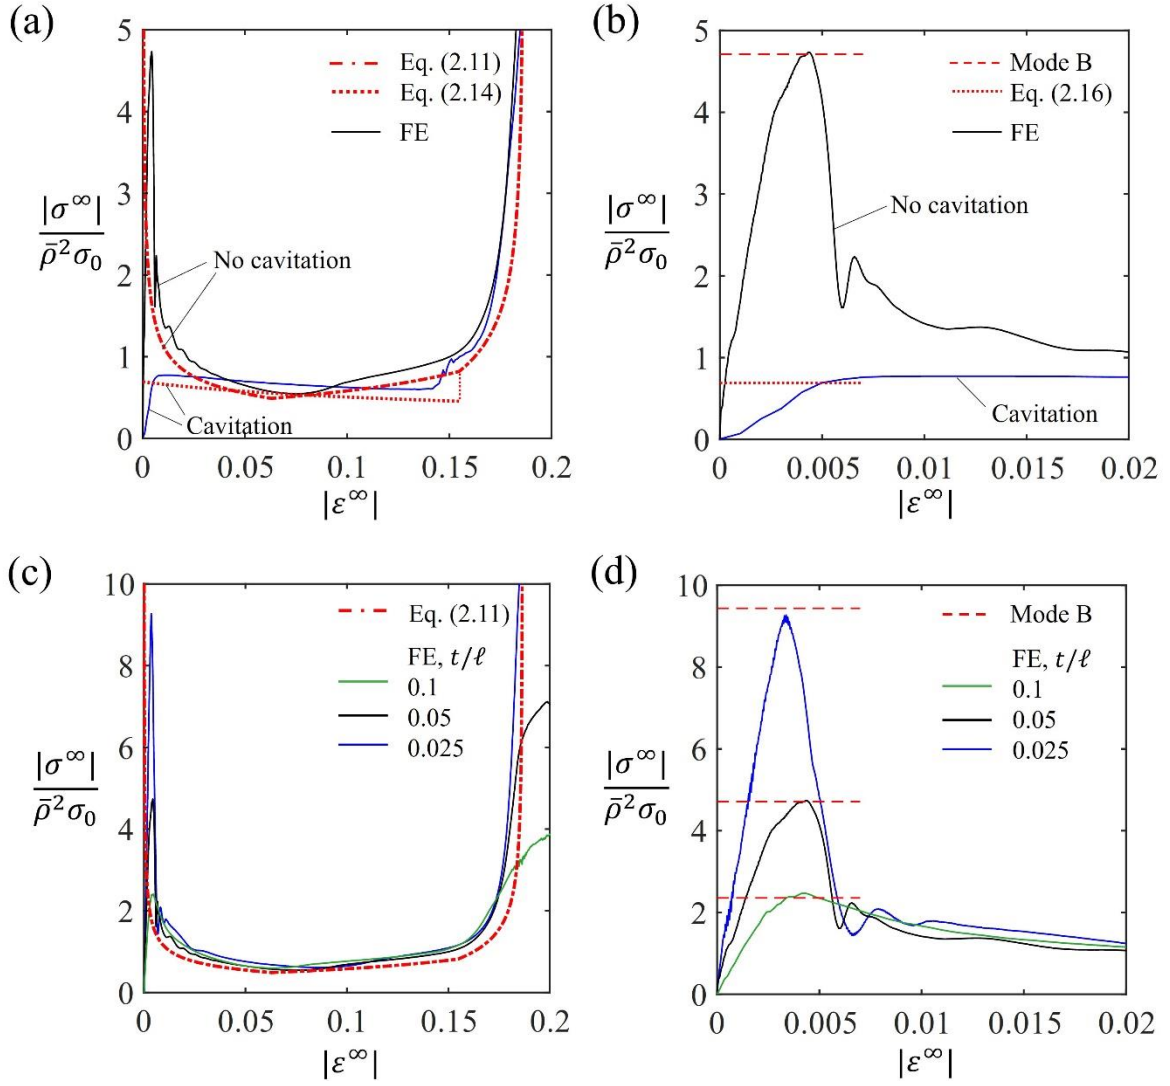 (a)
5
4
3
2
1
0
|σ^∞|
ρ̄²σ₀
Eq. (2.11)
Eq. (2.14)
FE
No cavitation
Cavitation
0
0.05
0.1
0.15
0.2
|ε^∞|
(b)
5
4
3
2
1
0
|σ^∞|
ρ̄²σ₀
Mode B
Eq. (2.16)
FE
No cavitation
Cavitation
0
0.005
0.01
0.015
0.02
|ε^∞|
(c)
10
8
6
4
2
0
|σ^∞|
ρ̄²σ₀
Eq. (2.11)
FE, t/ℓ
0.1
0.05
0.025
0
0.05
0.1
0.15
0.2
|ε^∞|
(d)
10
8
6
4
2
0
|σ^∞|
ρ̄²σ₀
Mode B
FE, t/ℓ
0.1
0.05
0.025
0
0.005
0.01
0.015
0.02
|ε^∞|